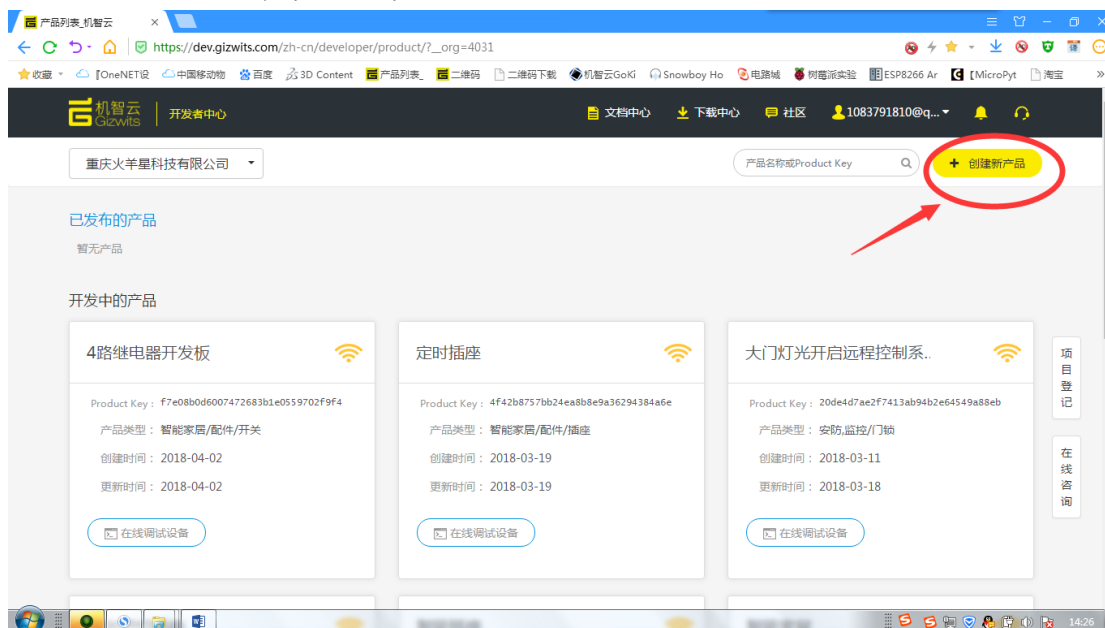 产品列表_机智云
https://dev.gizwits.com/zh-cn/developer/product/?_org=4031
收藏 【OneNET设 中国移动物 百度 3D Content 产品列表_ 二维码 二维码下载 机智云GoKi Snowboy Ho 电路城 树莓派实验 ESP8266 Ar 【MicroPyt 淘宝 »
机智云
Gizwits
开发者中心 文档中心 下载中心 社区 1083791810@q...
重庆火羊星科技有限公司 产品名称或Product Key + 创建新产品
已发布的产品
暂无产品
开发中的产品
4路继电器开发板
Product Key： f7e08b0d6007472683b1e0559702f9f4
产品类型： 智能家居/配件/开关
创建时间： 2018-04-02
更新时间： 2018-04-02
在线调试设备
定时插座
Product Key： 4f42b8757bb24ea8b8e9a36294384a6e
产品类型： 智能家居/配件/插座
创建时间： 2018-03-19
更新时间： 2018-03-19
在线调试设备
大门灯光开启远程控制系..
Product Key： 20de4d7ae2f7413ab94b2e64549a88eb
产品类型： 安防,监控/门锁
创建时间： 2018-03-11
更新时间： 2018-03-18
在线调试设备
项目登记
在线咨询
14:26